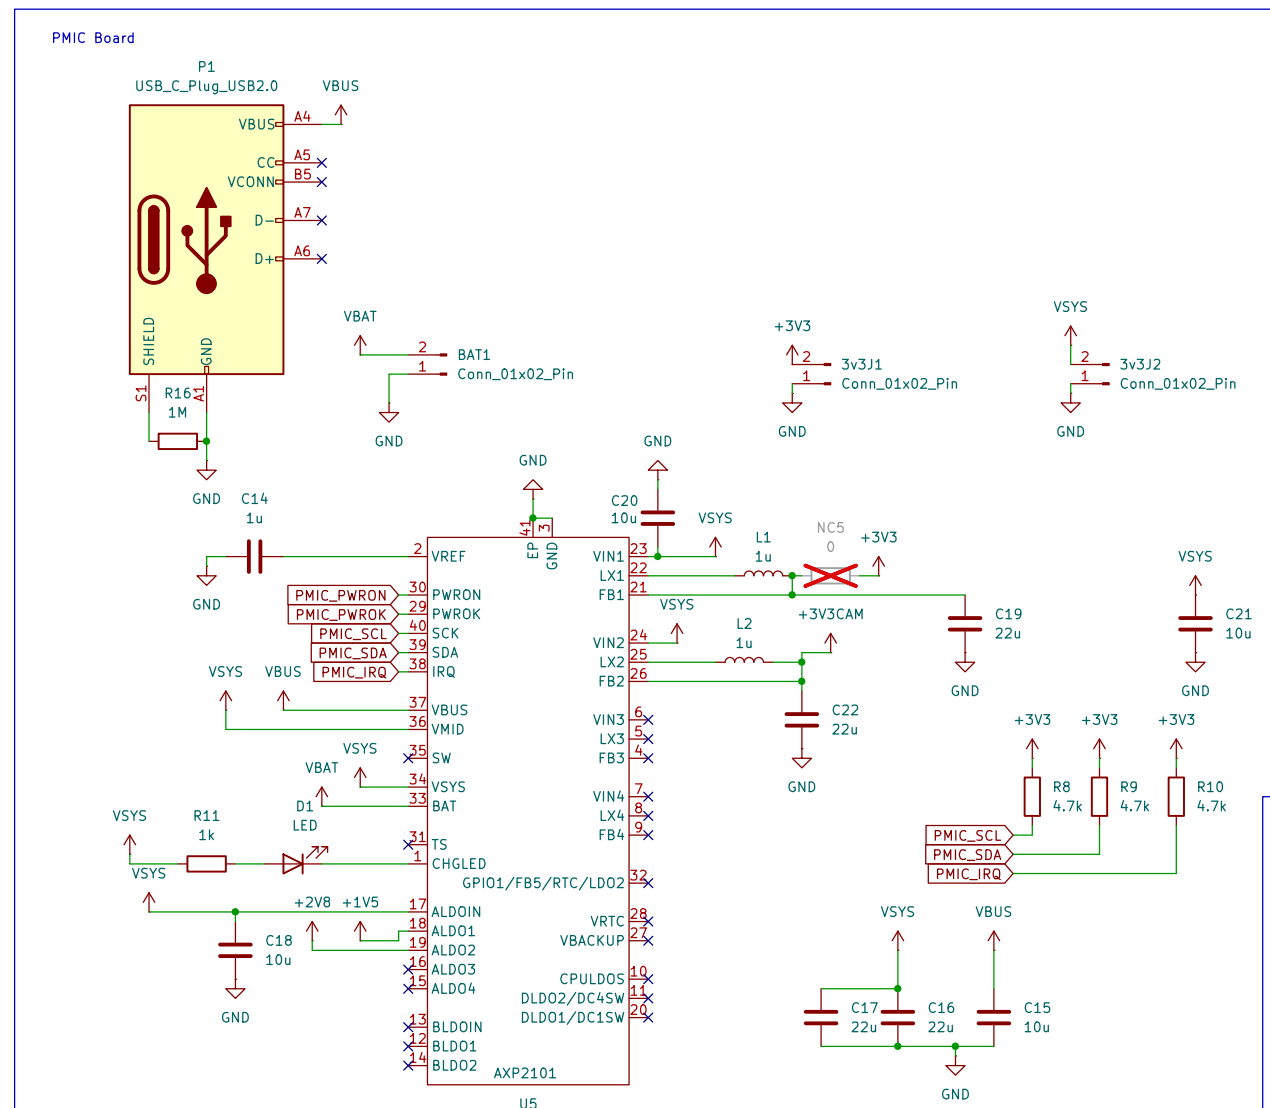 PMIC Board
P1
USB_C_Plug_USB2.0
VBUS
VBUS
A4
CC
A5
VCONN
B5
D-
A7
D+
A6
SHIELD
GND
S1
A1
R16
1M
GND
VBAT
2
BAT1
1
Conn_01x02_Pin
GND
+3V3
2
3v3J1
1
Conn_01x02_Pin
GND
VSYS
2
3v3J2
1
Conn_01x02_Pin
GND
C14
1u
GND
GND
41
3
EP
GND
GND
C20
10u
VSYS
L1
1u
NC5
0
+3V3
2
VREF
VIN1
23
LX1
22
FB1
21
PMIC_PWRON
30
PWRON
PMIC_PWROK
29
PWROK
PMIC_SCL
40
SCK
PMIC_SDA
39
SDA
PMIC_IRQ
38
IRQ
VSYS
L2
1u
+3V3CAM
VIN2
24
LX2
25
FB2
26
C19
22u
GND
VSYS
C21
10u
GND
C22
22u
GND
VSYS
VBUS
37
VBUS
36
VMID
VIN3
6
LX3
5
FB3
4
35
SW
VSYS
34
VSYS
VBAT
33
BAT
VIN4
7
LX4
8
FB4
9
+3V3
+3V3
+3V3
R8
4.7k
R9
4.7k
R10
4.7k
PMIC_SCL
PMIC_SDA
PMIC_IRQ
VSYS
R11
1k
D1
LED
31
TS
1
CHGLED
GPIO1/FB5/RTC/LDO2
32
VSYS
+2V8
+1V5
17
ALDOIN
18
ALDO1
19
ALDO2
16
ALDO3
15
ALDO4
C18
10u
GND
VRTC
28
VBACKUP
27
CPULDOS
10
DLDO2/DC4SW
11
DLDO1/DC1SW
20
13
BLDOIN
12
BLDO1
14
BLDO2
AXP2101
U5
VSYS
VBUS
C17
22u
C16
22u
C15
10u
GND